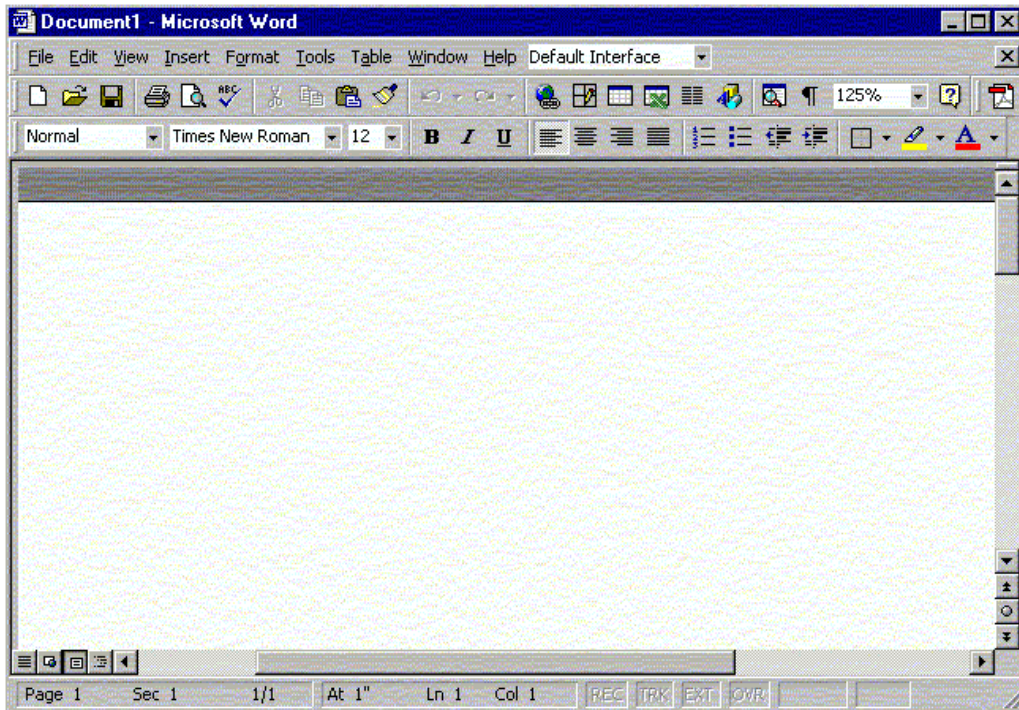 Document1 - Microsoft Word
File Edit View Insert Format Tools Table Window Help Default Interface
ABC 125%
Normal Times New Roman 12 B I U A
Page 1 Sec 1 1/1 At 1" Ln 1 Col 1 REC TRK EXT OVR